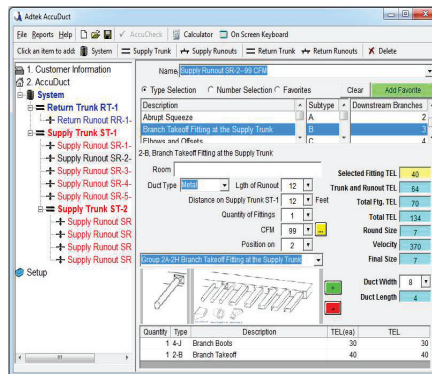 Adtek AccuDuct
File Reports Help AccuCheck Calculator On Screen Keyboard
Click an item to add: System Supply Trunk Supply Runouts Return Trunk Return Runouts Delete
1. Customer Information
2. AccuDuct
System
Return Trunk RT-1
Return Runout RR-1-
Supply Trunk ST-1
Supply Runout SR-1-
Supply Runout SR-2-
Supply Runout SR-3-
Supply Runout SR-4-
Supply Runout SR-5-
Supply Trunk ST-2
Supply Runout SR
Supply Runout SR
Supply Runout SR
Supply Runout SR
Setup
Name Supply Runout SR-2--99 CFM
Type Selection Number Selection Favorites Clear Add Favorite
Description Subtype Downstream Branches
Abrupt Squeeze A 2
Branch Takeoff Fitting at the Supply Trunk B 3
Elbows and Offsets C 4
2-B, Branch Takeoff Fitting at the Supply Trunk
Room
Duct Type Metal Lgth of Runout 12
Distance on Supply Trunk ST-1 12 Feet
Quantity of Fittings 1
CFM 99 ...
Position on 2
Group 2A-2H Branch Takeoff Fitting at the Supply Trunk
Selected Fitting TEL 40
Trunk and Runout TEL 64
Total Ftg. TEL 70
Total TEL 134
Round Size 7
Velocity 370
Final Size 7
Duct Width 8
Duct Length 4
Quantity Type Description TEL(ea) TEL
1 4-J Branch Boots 30 30
1 2-B Branch Takeoff 40 40